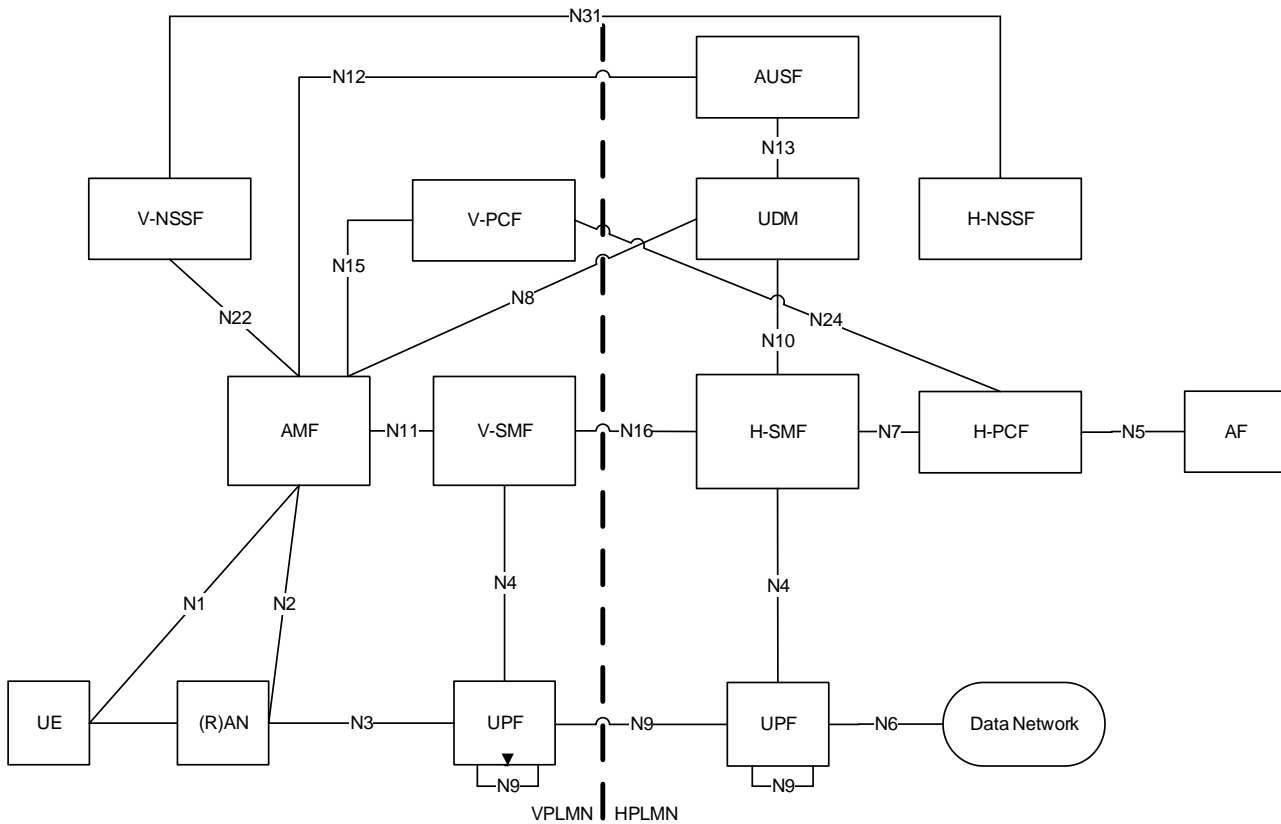 N31
N12
AUSF
N13
V-NSSF
V-PCF
UDM
H-NSSF
N15
N8
N22
N24
N10
AMF
N11
V-SMF
N16
H-SMF
N7
H-PCF
N5
AF
N4
N4
N1
N2
UE
(R)AN
N3
UPF
N9
UPF
N6
Data Network
N9
N9
VPLMN
HPLMN